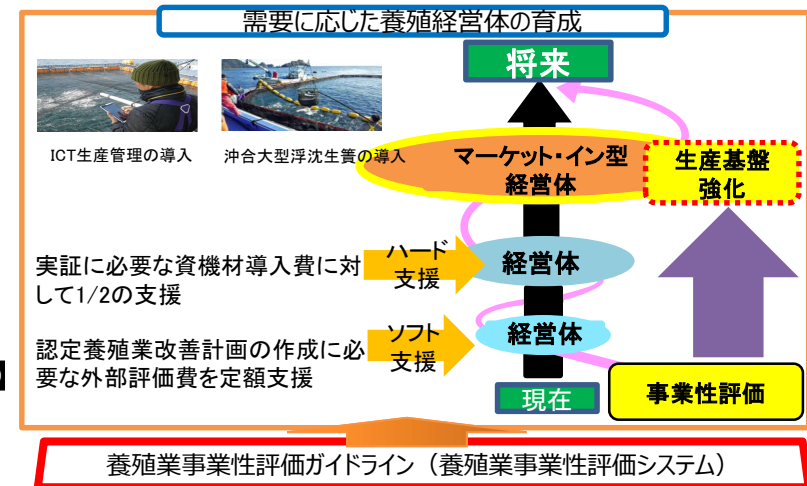 需要に応じた養殖経営体の育成
将来
ICT生産管理の導入
沖合大型浮沈生簀の導入
マーケット・イン型
経営体
生産基盤
強化
実証に必要な資機材導入費に対
して1/2の支援
ハード
支援
経営体
認定養殖業改善計画の作成に必
要な外部評価費を定額支援
ソフト
支援
経営体
現在
事業性評価
養殖業事業性評価ガイドライン（養殖業事業性評価システム）